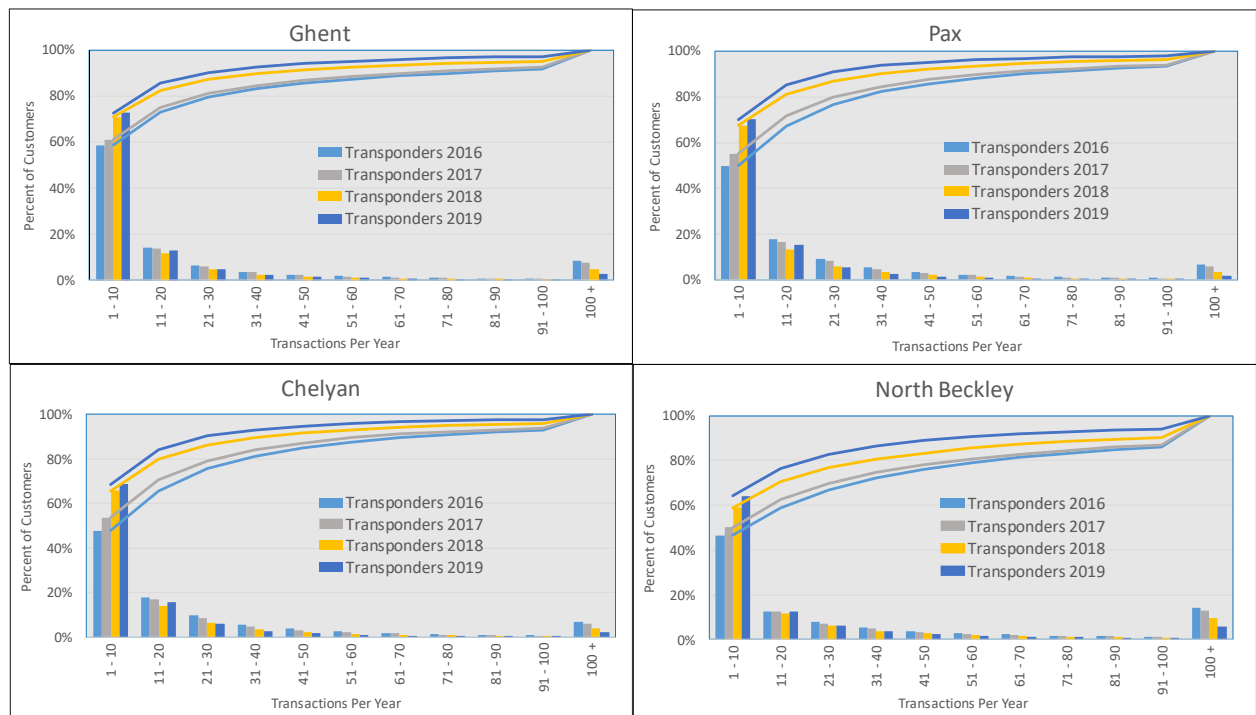 Ghent
Percent of Customers
100%
80%
60%
40%
20%
0%
Transponders 2016
Transponders 2017
Transponders 2018
Transponders 2019
1 - 10
11 - 20
21 - 30
31 - 40
41 - 50
51 - 60
61 - 70
71 - 80
81 - 90
91 - 100
100 +
Transactions Per Year
Pax
Percent of Customers
100%
80%
60%
40%
20%
0%
Transponders 2016
Transponders 2017
Transponders 2018
Transponders 2019
1 - 10
11 - 20
21 - 30
31 - 40
41 - 50
51 - 60
61 - 70
71 - 80
81 - 90
91 - 100
100 +
Transactions Per Year
Chelyan
Percent of Customers
100%
80%
60%
40%
20%
0%
Transponders 2016
Transponders 2017
Transponders 2018
Transponders 2019
1 - 10
11 - 20
21 - 30
31 - 40
41 - 50
51 - 60
61 - 70
71 - 80
81 - 90
91 - 100
100 +
Transactions Per Year
North Beckley
Percent of Customers
100%
80%
60%
40%
20%
0%
Transponders 2016
Transponders 2017
Transponders 2018
Transponders 2019
1 - 10
11 - 20
21 - 30
31 - 40
41 - 50
51 - 60
61 - 70
71 - 80
81 - 90
91 - 100
100 +
Transactions Per Year